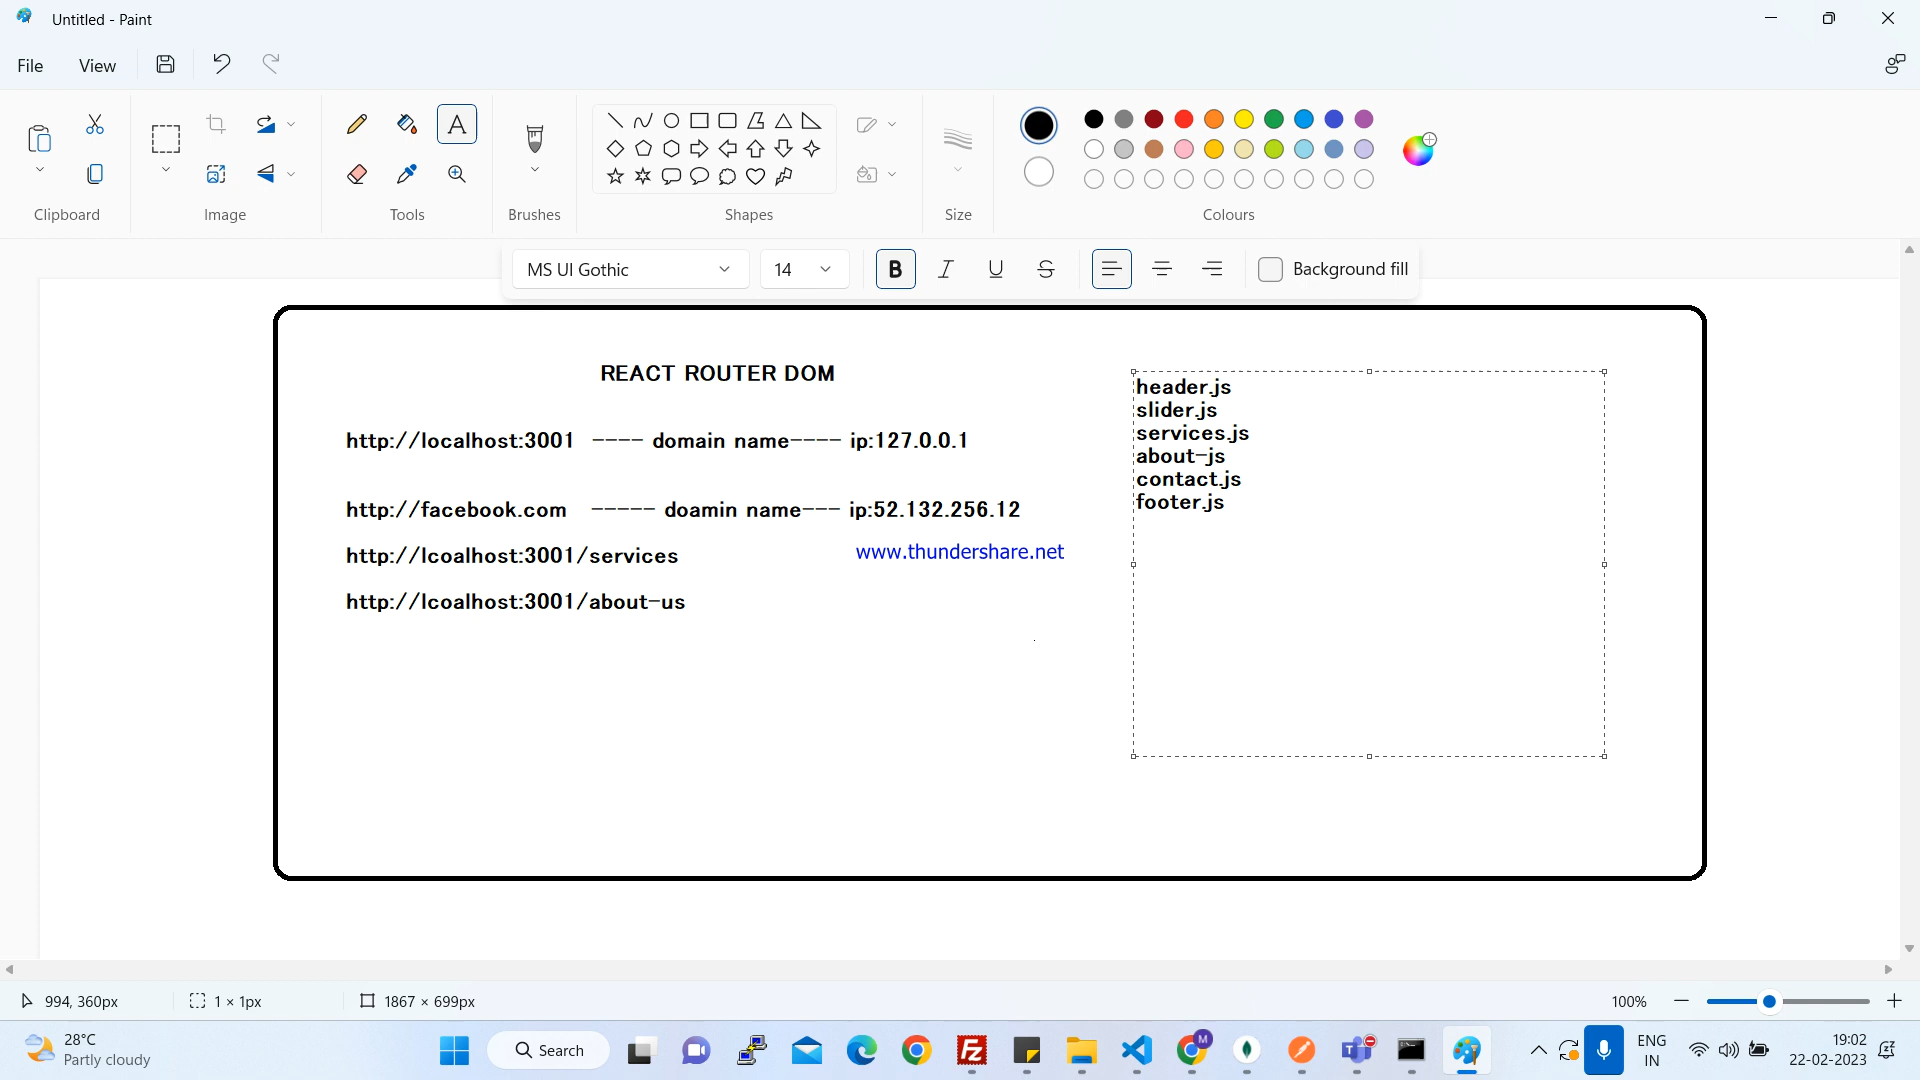 Untitled - Paint
File View
Clipboard
Image
Tools
Brushes
Shapes
Size
Colours
MS UI Gothic 14 B I U S Background fill
REACT ROUTER DOM
http://localhost:3001 ---- domain name---- ip:127.0.0.1
http://facebook.com ----- doamin name--- ip:52.132.256.12
http://lcoalhost:3001/services
www.thundershare.net
http://lcoalhost:3001/about-us
header.js
slider.js
services.js
about-js
contact.js
footer.js
994, 360px 1 × 1px 1867 × 699px 100%
28°C
Partly cloudy
Search
M
ENG
IN
19:02
22-02-2023